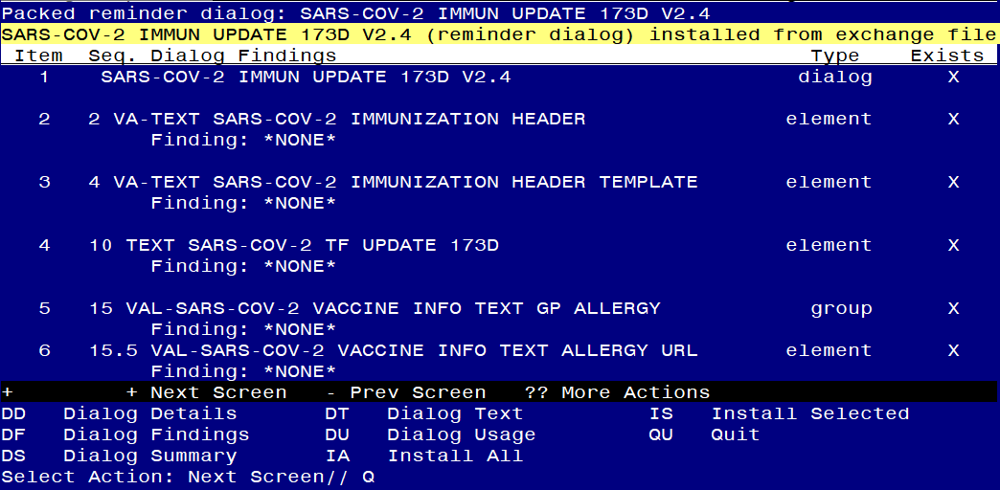 Packed reminder dialog: SARS-COV-2 IMMUN UPDATE 173D V2.4
SARS-COV-2 IMMUN UPDATE 173D V2.4 (reminder dialog) installed from exchange file
Item  Seq. Dialog Findings  Type  Exists
1  SARS-COV-2 IMMUN UPDATE 173D V2.4  dialog  X
2  2 VA-TEXT SARS-COV-2 IMMUNIZATION HEADER  element  X
Finding: *NONE*
3  4 VA-TEXT SARS-COV-2 IMMUNIZATION HEADER TEMPLATE  element  X
Finding: *NONE*
4  10 TEXT SARS-COV-2 TF UPDATE 173D  element  X
Finding: *NONE*
5  15 VAL-SARS-COV-2 VACCINE INFO TEXT GP ALLERGY  group  X
Finding: *NONE*
6  15.5 VAL-SARS-COV-2 VACCINE INFO TEXT ALLERGY URL  element  X
Finding: *NONE*
+  + Next Screen  - Prev Screen  ?? More Actions
DD  Dialog Details  DT  Dialog Text  IS  Install Selected
DF  Dialog Findings  DU  Dialog Usage  QU  Quit
DS  Dialog Summary  IA  Install All
Select Action: Next Screen// Q